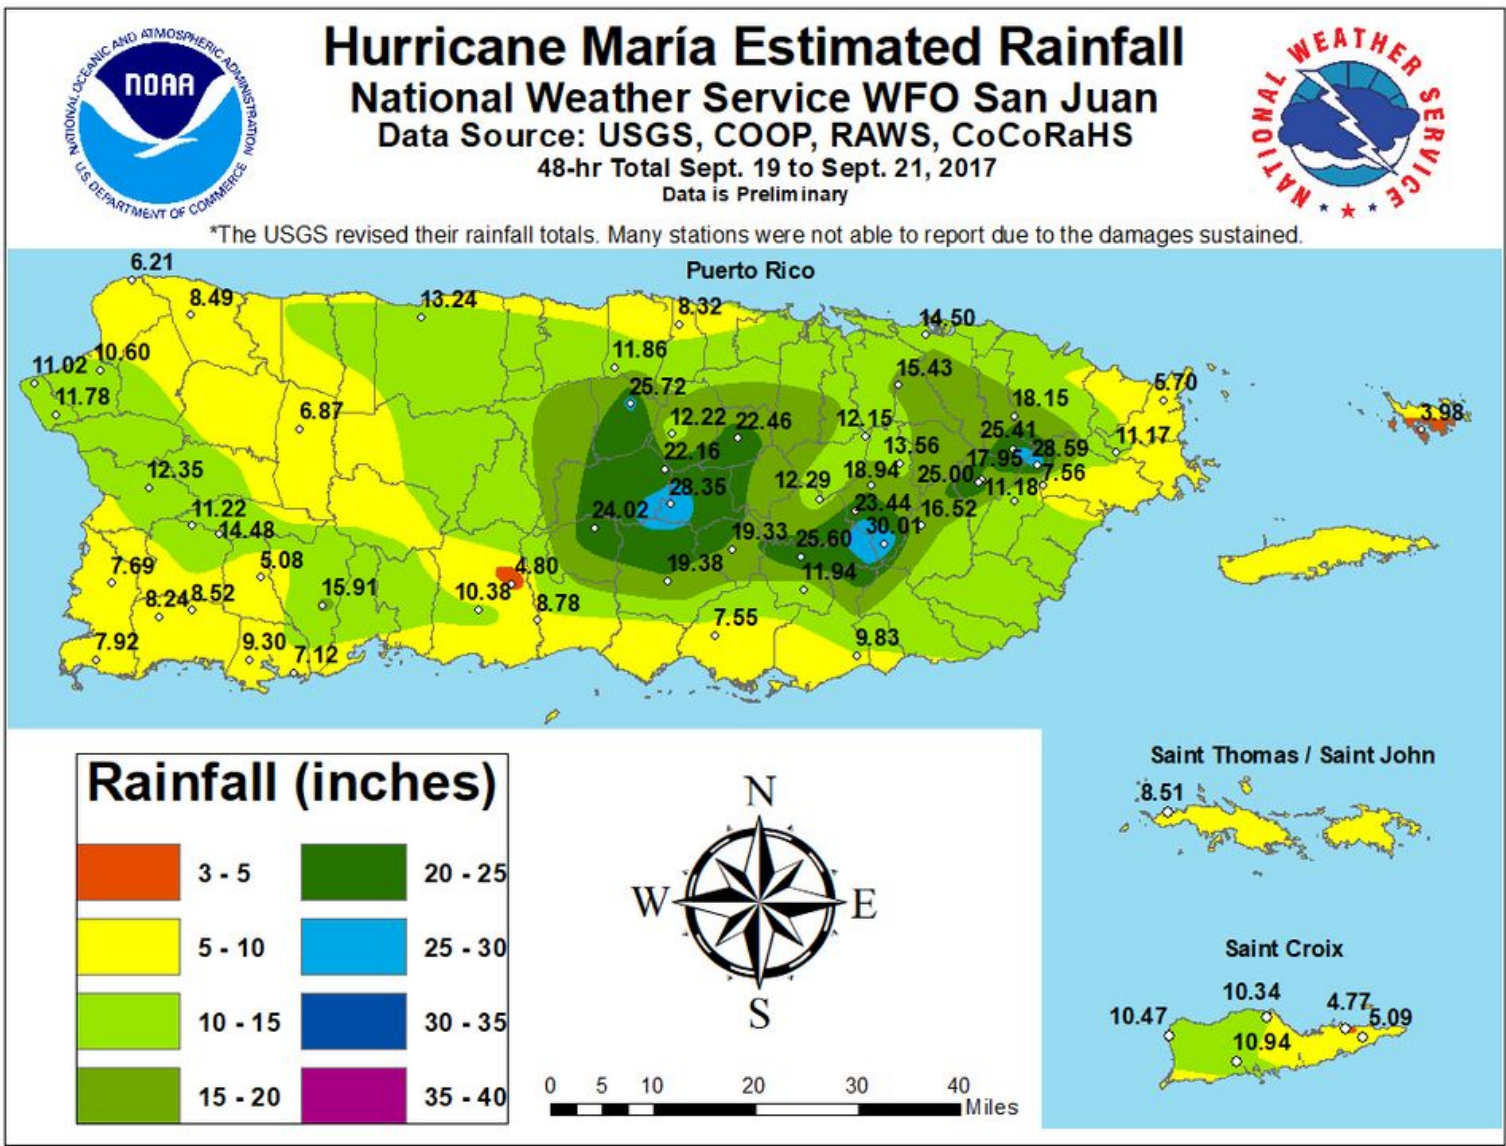 NATIONAL OCEANIC AND ATMOSPHERIC ADMINISTRATION
U.S. DEPARTMENT OF COMMERCE
NOAA
Hurricane María Estimated Rainfall
National Weather Service WFO San Juan
Data Source: USGS, COOP, RAWS, CoCoRaHS
48-hr Total Sept. 19 to Sept. 21, 2017
Data is Preliminary
NATIONAL WEATHER SERVICE
*The USGS revised their rainfall totals. Many stations were not able to report due to the damages sustained.
Puerto Rico
6.21
8.49
13.24
8.32
14.50
11.02
10.60
11.86
15.43
11.78
25.72
5.70
18.15
6.87
12.22
22.46
12.15
3.98
25.41
11.17
13.56
28.59
22.16
17.95
12.35
12.29
18.94
25.00
7.56
28.35
11.18
11.22
24.02
23.44
16.52
14.48
19.33
30.01
25.60
7.69
5.08
4.80
19.38
11.94
8.24
8.52
15.91
10.38
8.78
7.55
9.83
7.92
9.30
7.12
Rainfall (inches)
3 - 5
20 - 25
5 - 10
25 - 30
10 - 15
30 - 35
15 - 20
35 - 40
N
W
E
S
0 5 10 20 30 40
Miles
Saint Thomas / Saint John
8.51
Saint Croix
10.34
4.77
10.47
5.09
10.94